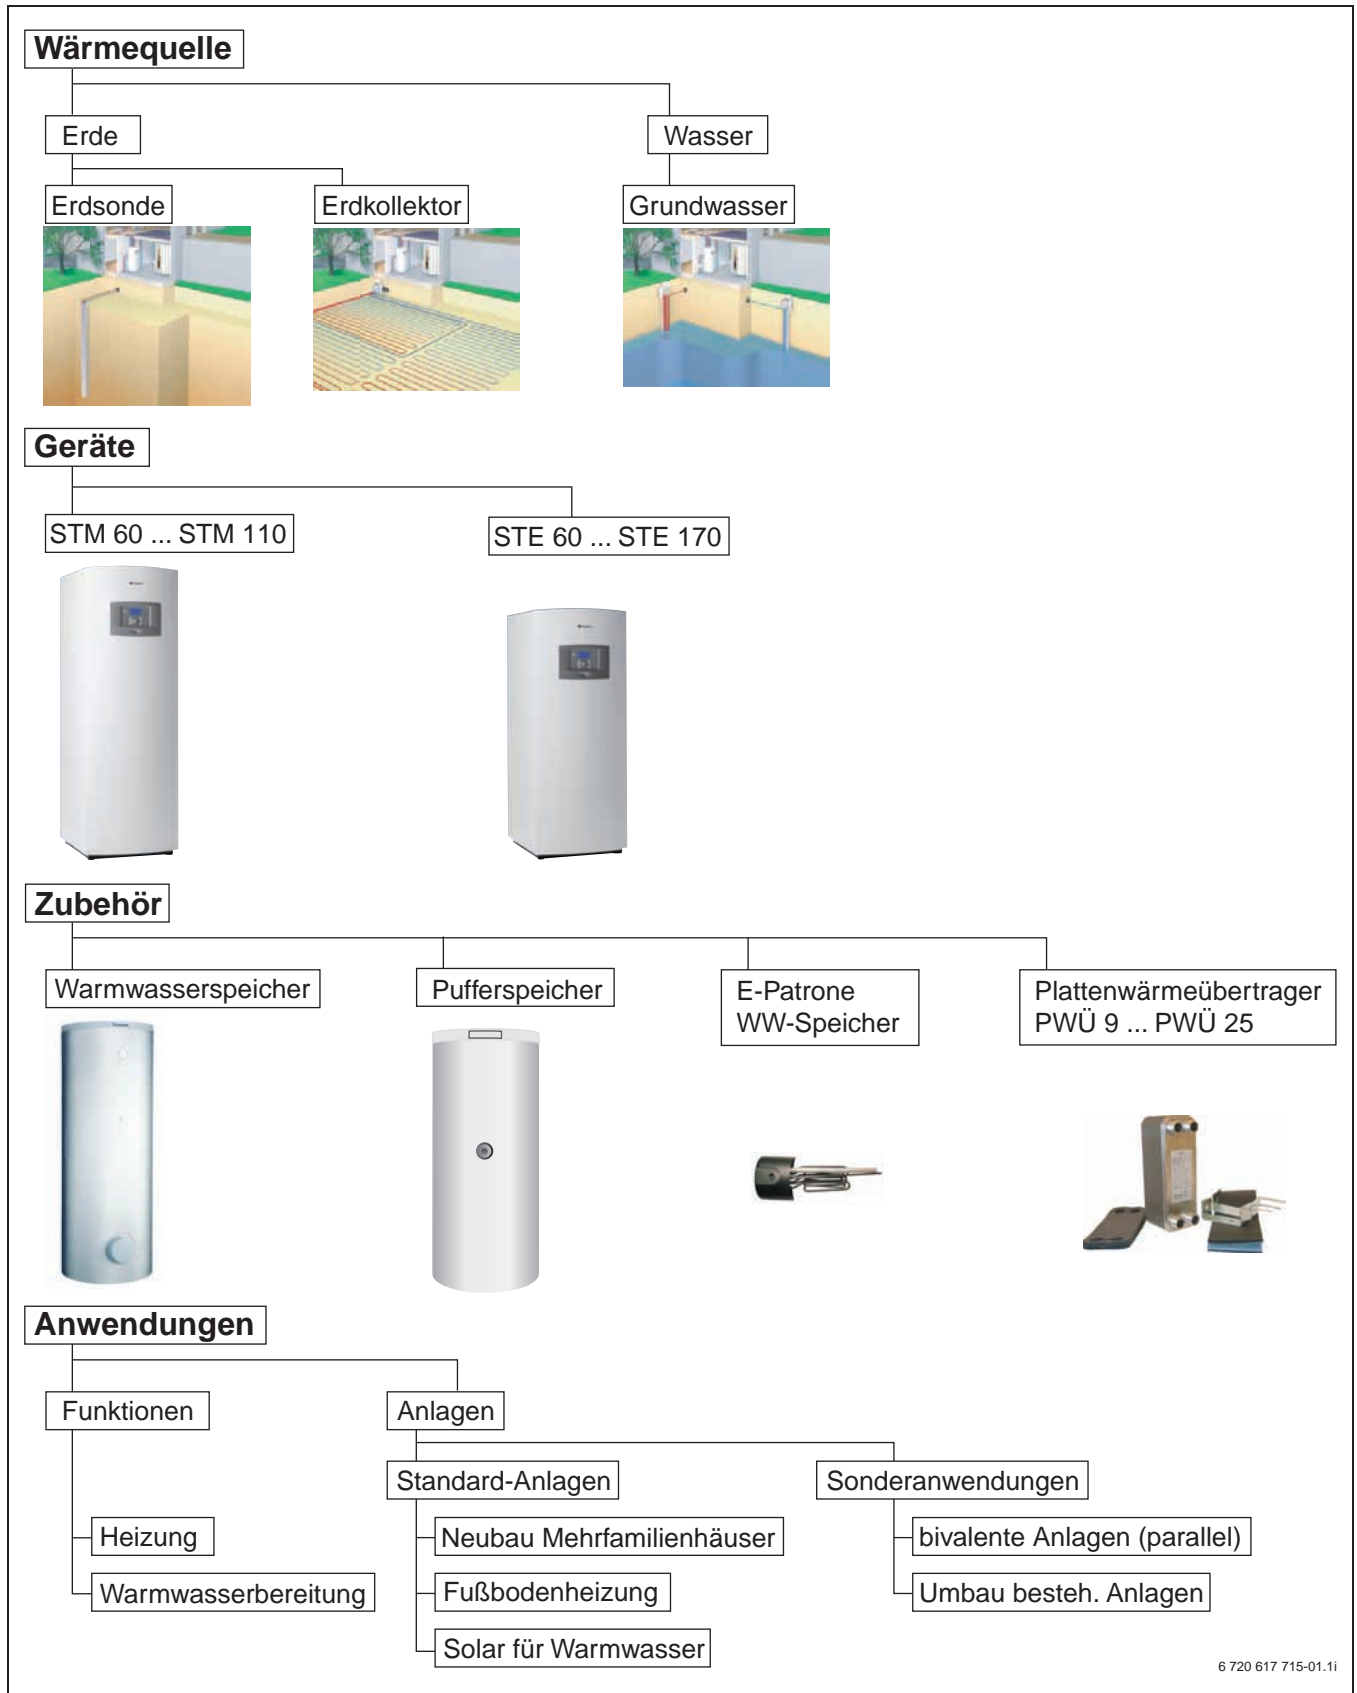 Wärmequelle
Erde
Wasser
Erdsonde
Erdkollektor
Grundwasser
Geräte
STM 60 ... STM 110
STE 60 ... STE 170
Zubehör
Warmwasserspeicher
Pufferspeicher
E-Patrone
WW-Speicher
Plattenwärmeübertrager
PWÜ 9 ... PWÜ 25
Anwendungen
Funktionen
Anlagen
Standard-Anlagen
Sonderanwendungen
Heizung
Neubau Mehrfamilienhäuser
bivalente Anlagen (parallel)
Warmwasserbereitung
Fußbodenheizung
Umbau besteh. Anlagen
Solar für Warmwasser
6 720 617 715-01.1i